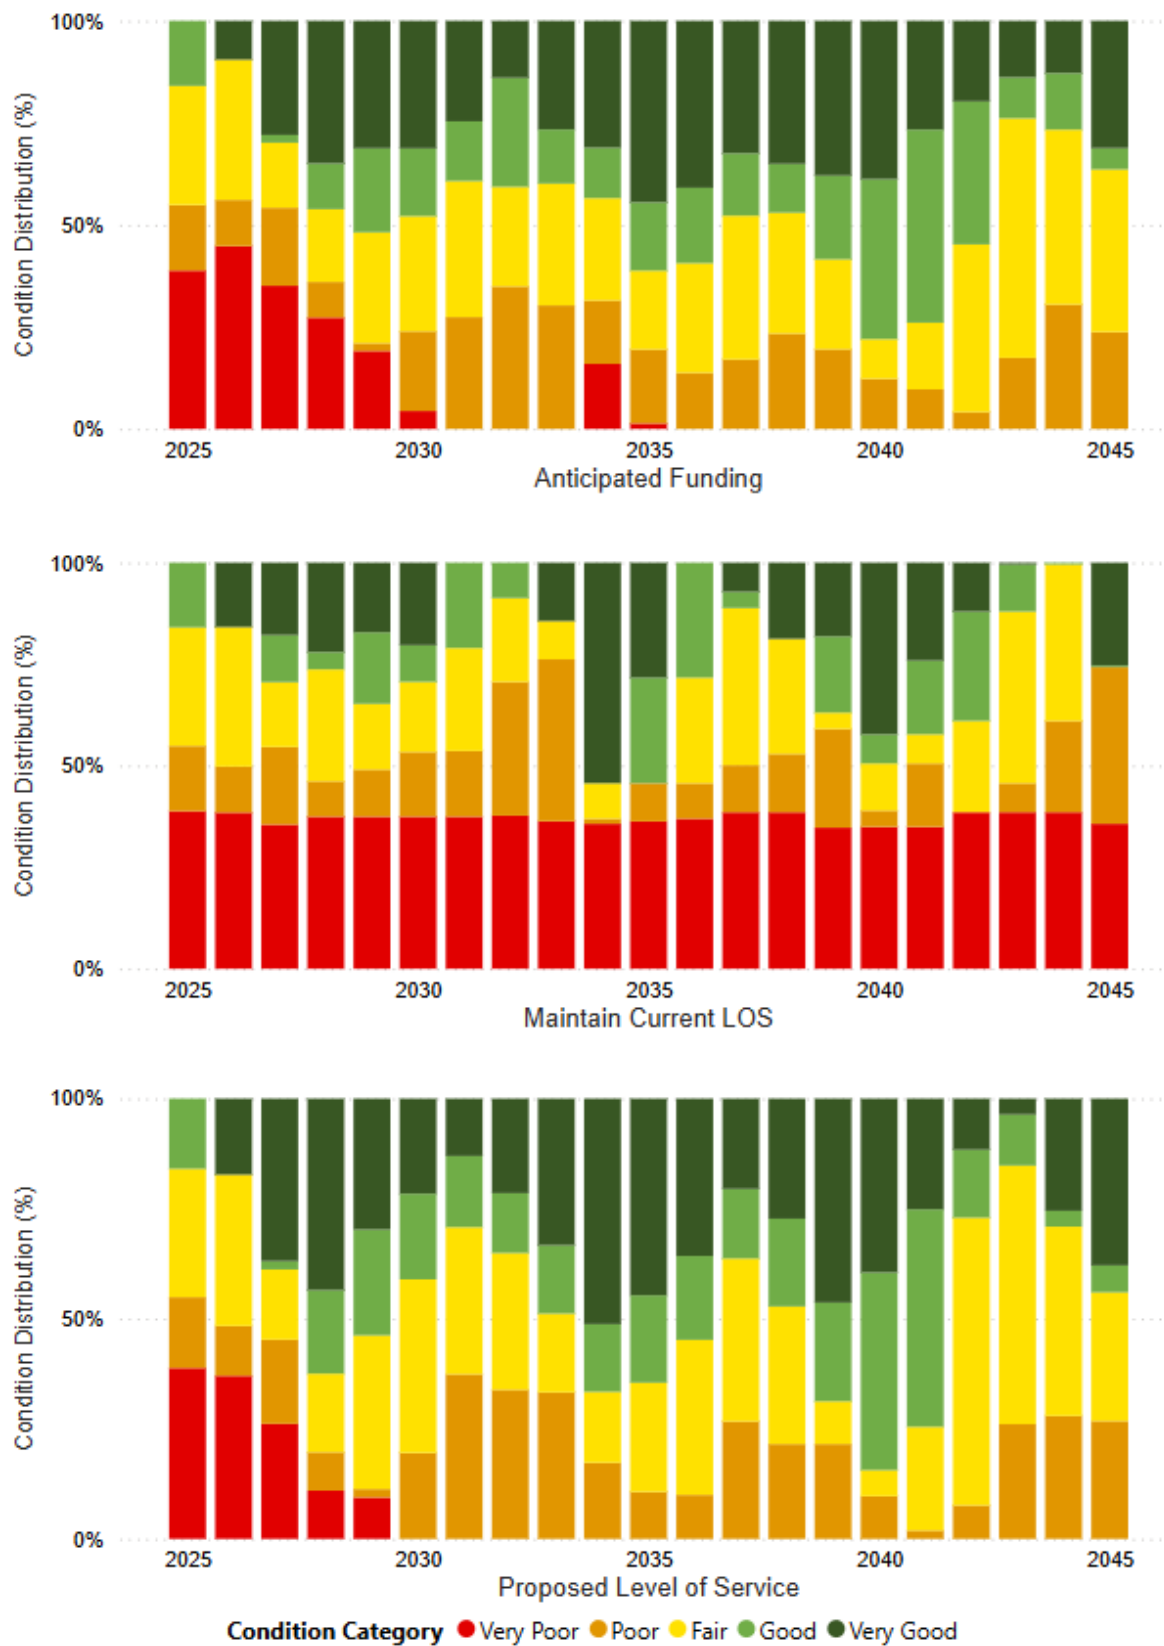 100%
50%
0%
Condition Distribution (%)
2025 2030 2035 2040 2045
Anticipated Funding
100%
50%
0%
Condition Distribution (%)
2025 2030 2035 2040 2045
Maintain Current LOS
100%
50%
0%
Condition Distribution (%)
2025 2030 2035 2040 2045
Proposed Level of Service
Condition Category Very Poor Poor Fair Good Very Good